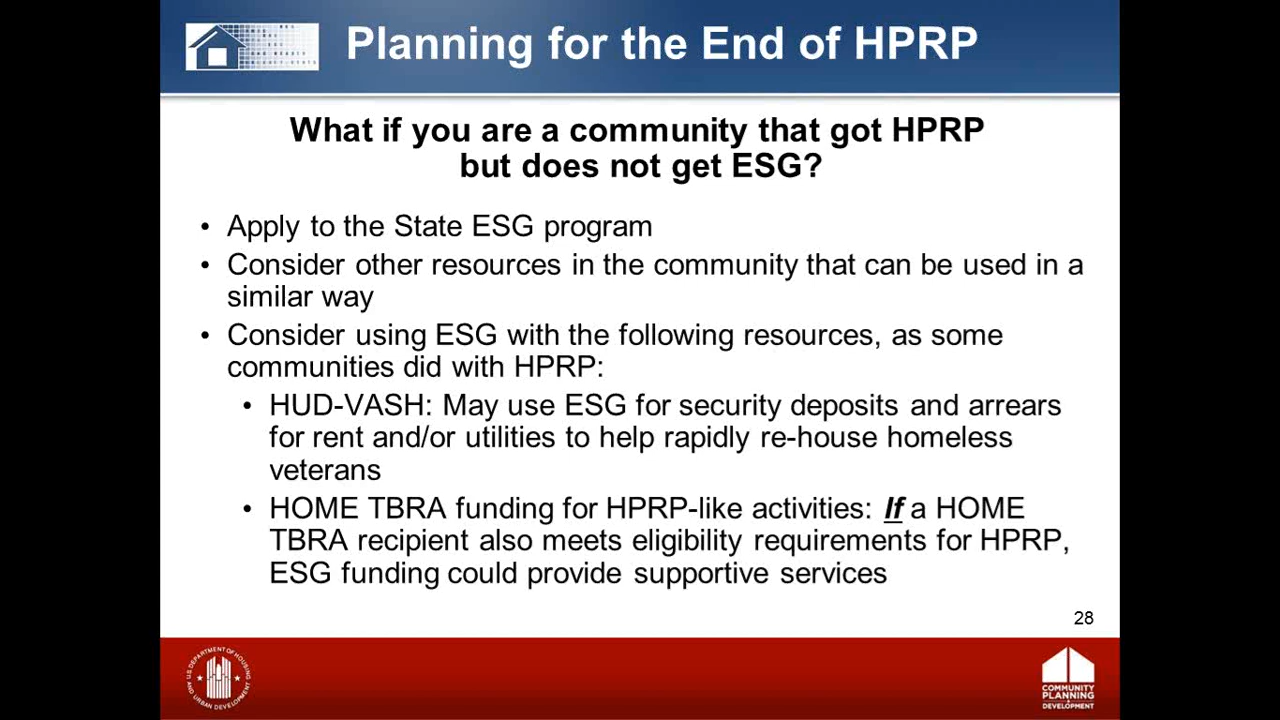 Planning for the End of HPRP
What if you are a community that got HPRP
but does not get ESG?
• Apply to the State ESG program
• Consider other resources in the community that can be used in a
similar way
• Consider using ESG with the following resources, as some
communities did with HPRP:
• HUD-VASH: May use ESG for security deposits and arrears
for rent and/or utilities to help rapidly re-house homeless
veterans
• HOME TBRA funding for HPRP-like activities: If a HOME
TBRA recipient also meets eligibility requirements for HPRP,
ESG funding could provide supportive services
28
U.S. DEPARTMENT OF HOUSING
AND URBAN DEVELOPMENT
COMMUNITY
PLANNING
&
DEVELOPMENT